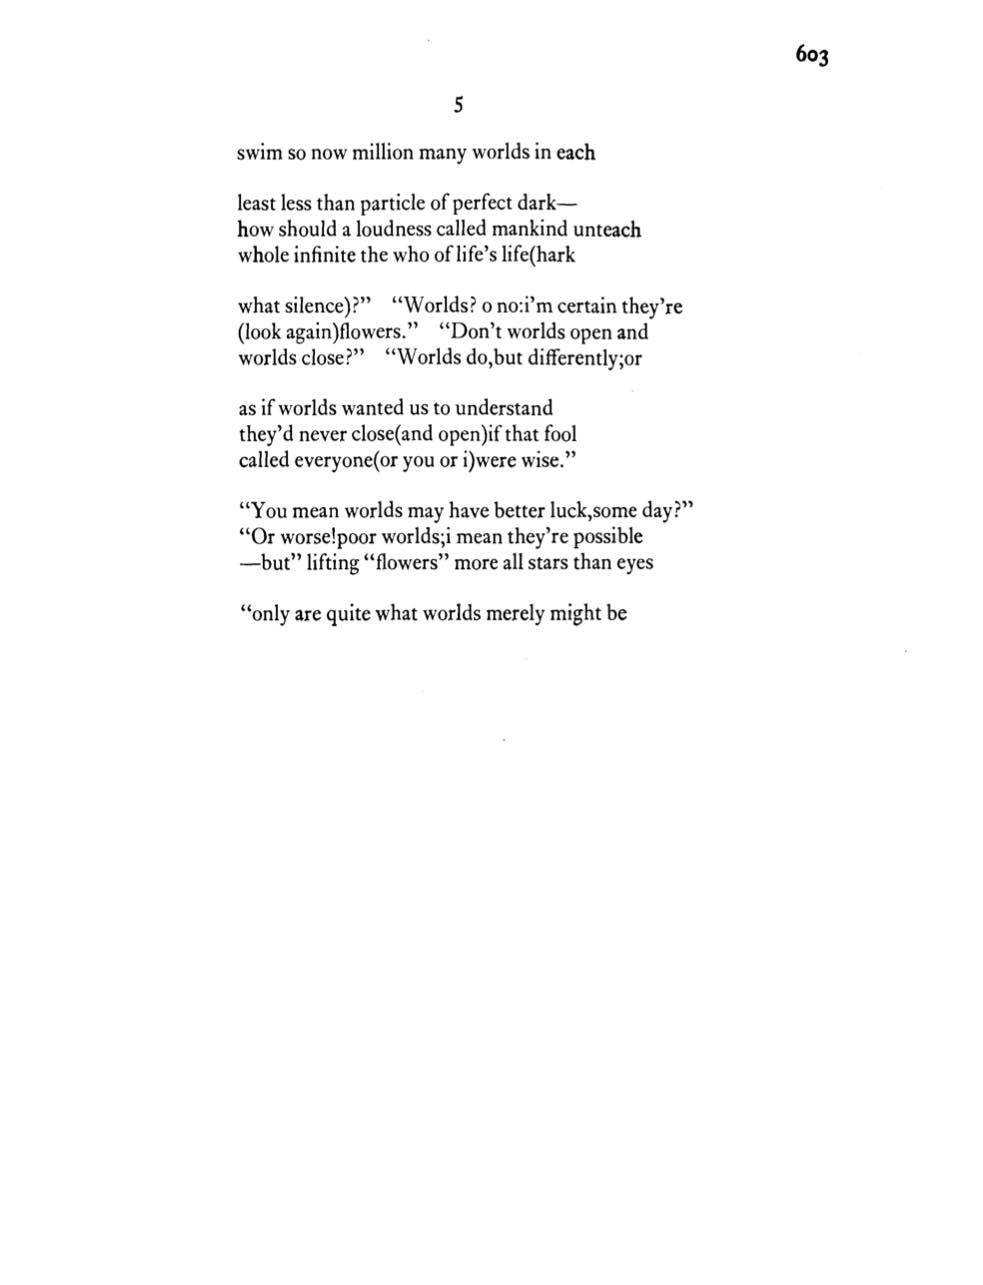 603
5
swim so now million many worlds in each
least less than particle of perfect dark—
how should a loudness called mankind unteach
whole infinite the who of life's life(hark
what silence)?” “Worlds? o no:i'm certain they're
(look again)flowers.” “Don't worlds open and
worlds close?” “Worlds do,but differently;or
as if worlds wanted us to understand
they'd never close(and open)if that fool
called everyone(or you or i)were wise.”
“You mean worlds may have better luck,some day?”
“Or worse!poor worlds;i mean they're possible
—but” lifting “flowers” more all stars than eyes
“only are quite what worlds merely might be